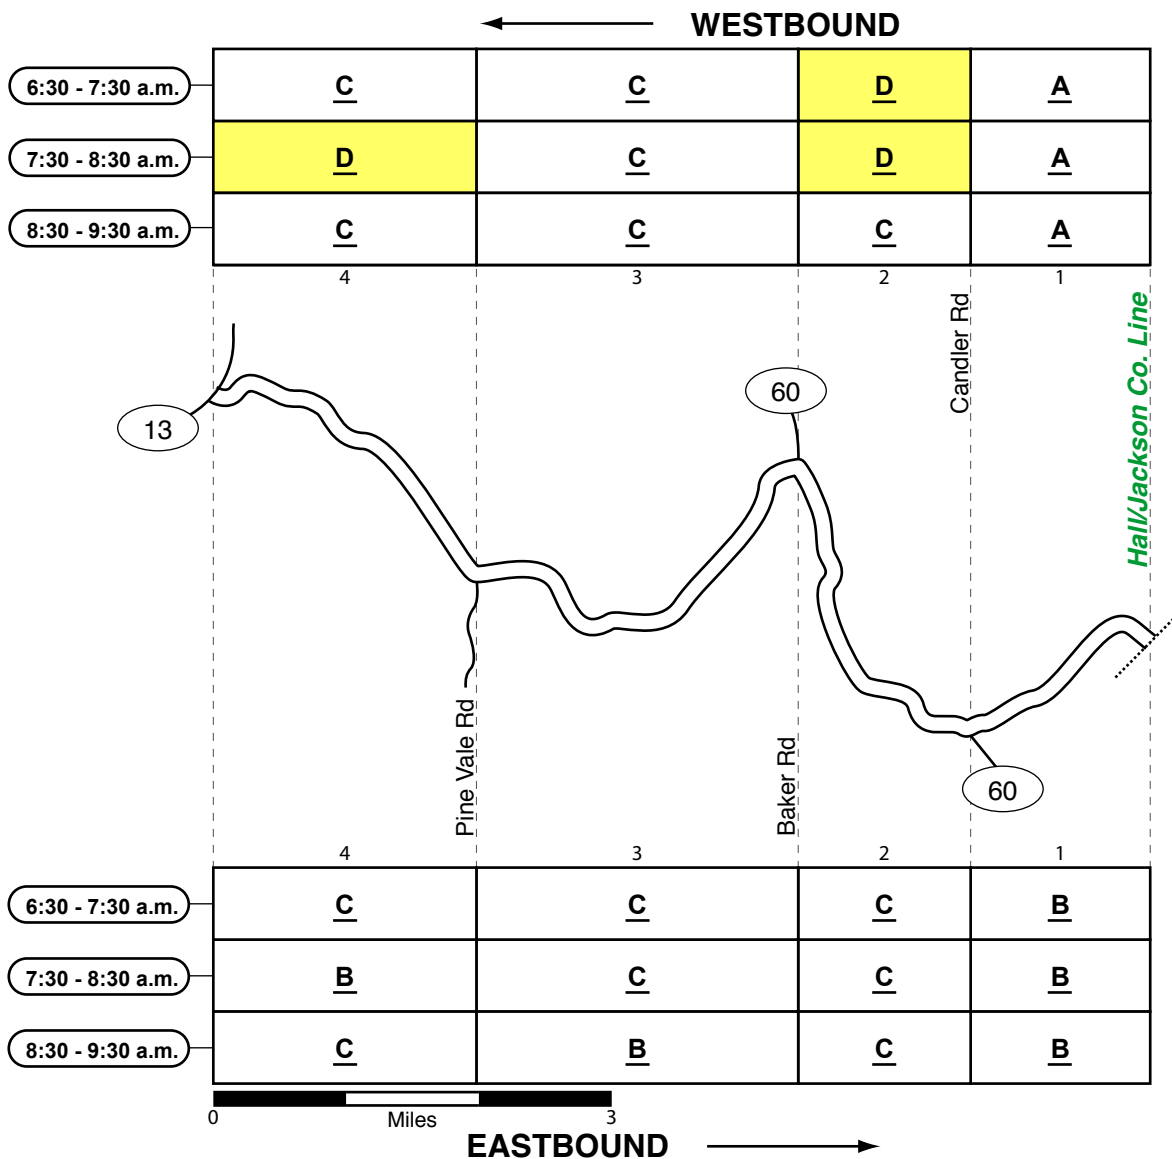 WESTBOUND
6:30 - 7:30 a.m. C C D A
7:30 - 8:30 a.m. D C D A
8:30 - 9:30 a.m. C C C A
4 3 2 1
Candler Rd
Hall/Jackson Co. Line
60
13
Pine Vale Rd
Baker Rd
60
4 3 2 1
6:30 - 7:30 a.m. C C C B
7:30 - 8:30 a.m. B C C B
8:30 - 9:30 a.m. C B C B
0 Miles 3
EASTBOUND